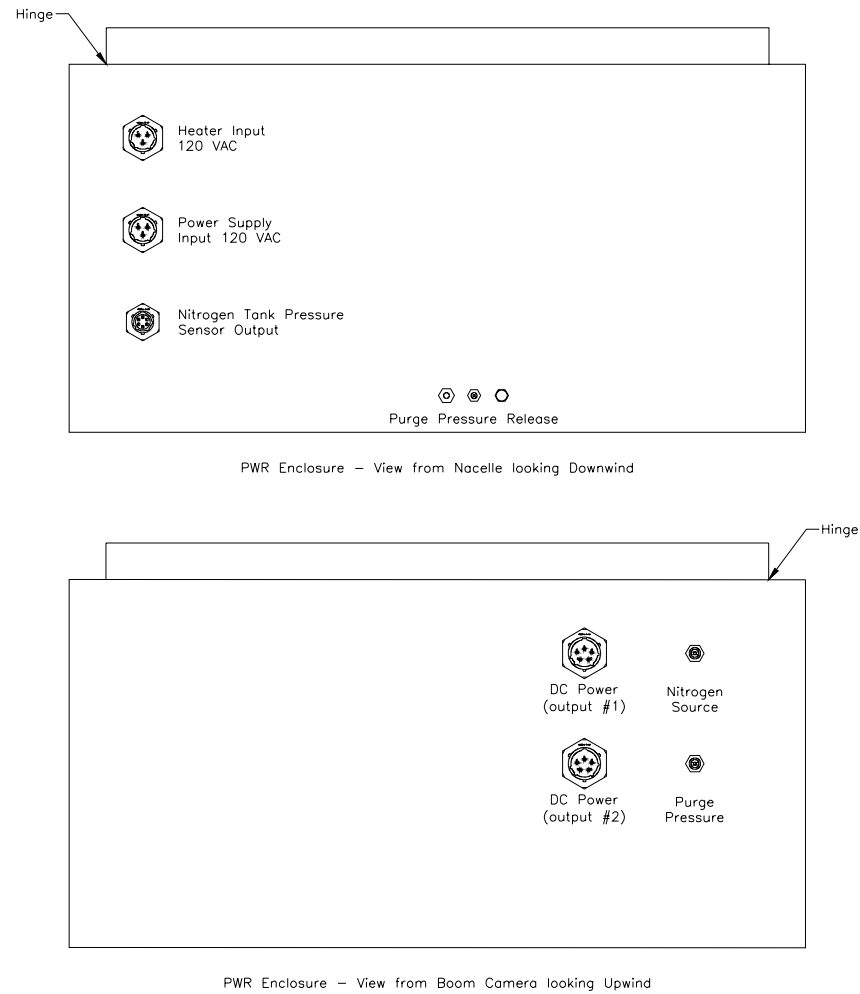 Hinge
Heater Input
120 VAC
Power Supply
Input 120 VAC
Nitrogen Tank Pressure
Sensor Output
Purge Pressure Release
PWR Enclosure – View from Nacelle looking Downwind
Hinge
DC Power
(output #1)
Nitrogen
Source
DC Power
(output #2)
Purge
Pressure
PWR Enclosure – View from Boom Camera looking Upwind